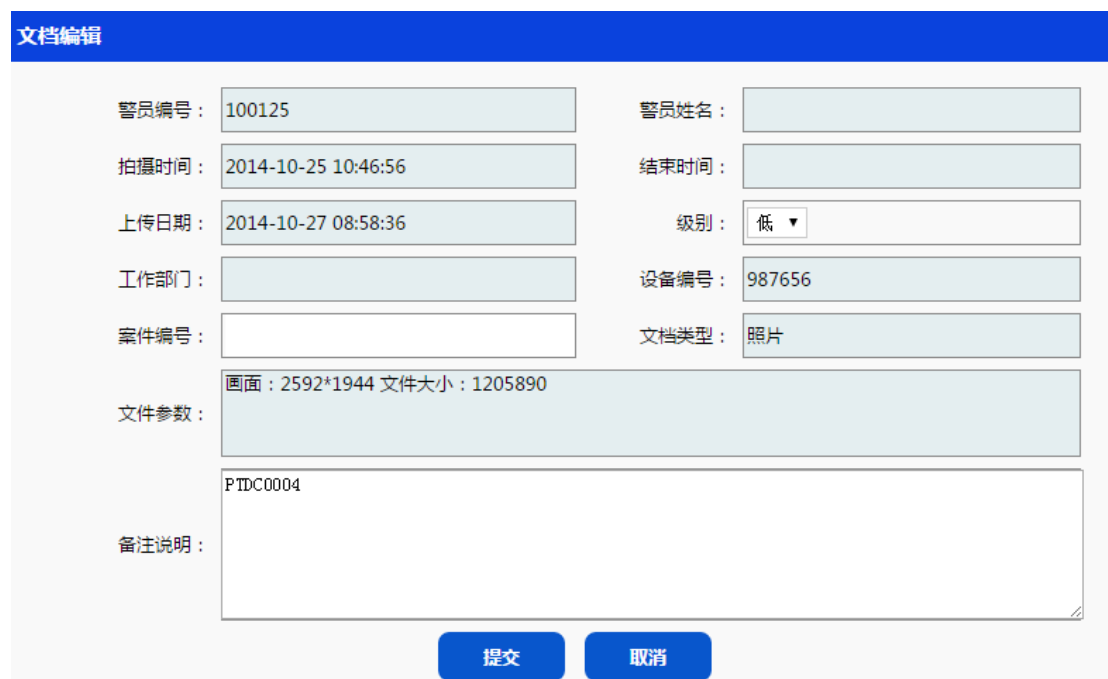 文档编辑
警员编号： 100125 警员姓名：
拍摄时间： 2014-10-25 10:46:56 结束时间：
上传日期： 2014-10-27 08:58:36 级别： 低 ▼
工作部门： 设备编号： 987656
案件编号： 文档类型： 照片
文件参数： 画面：2592*1944 文件大小：1205890
备注说明： PTDC0004
提交 取消